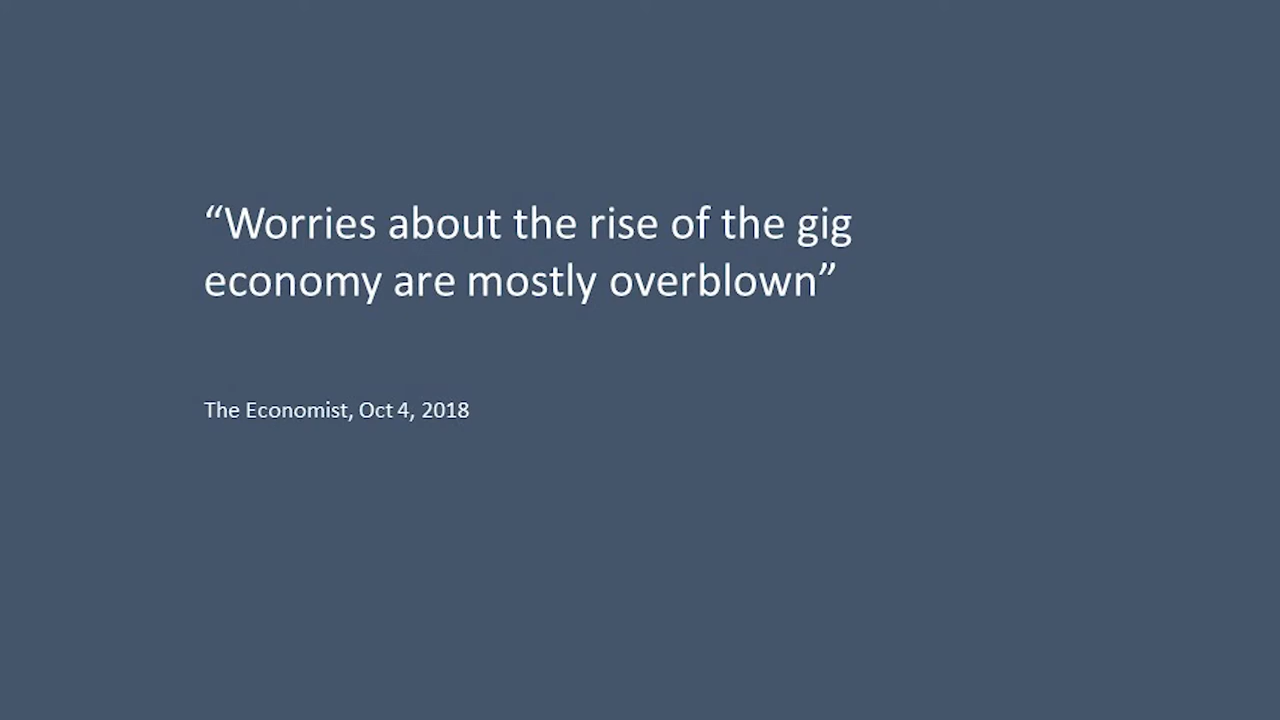 “Worries about the rise of the gig
economy are mostly overblown”
The Economist, Oct 4, 2018